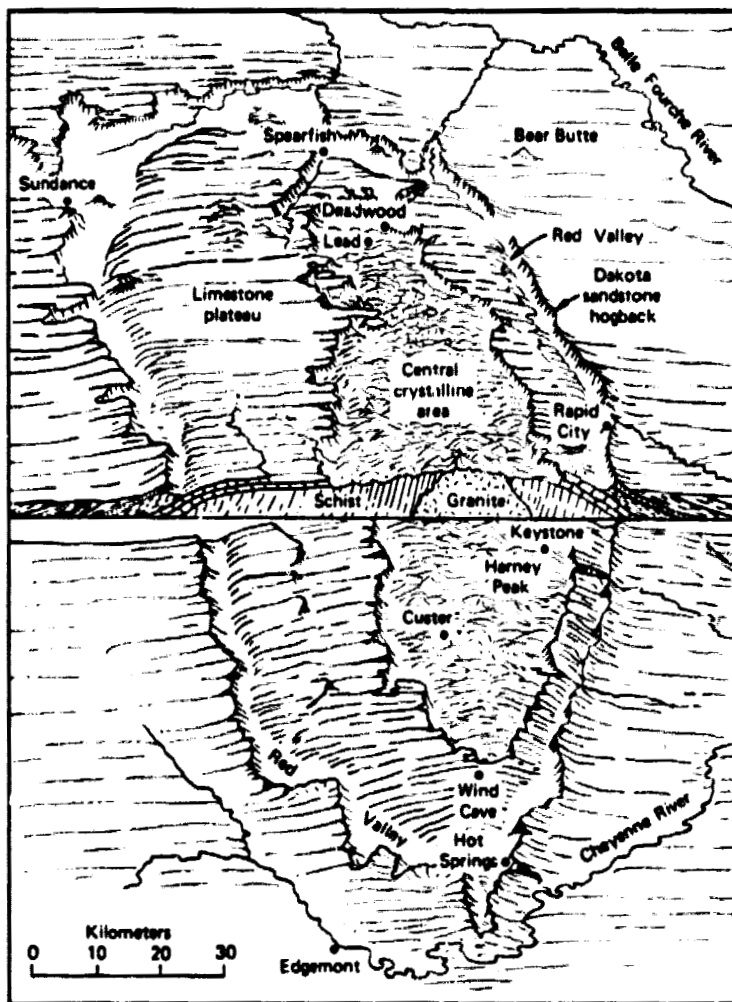 Belle Fourche River
Spearfish
Bear Butte
Sundance
Deadwood
Lead
Red Valley
Limestone
plateau
Dakota
sandstone
hogback
Central
crystalline
area
Rapid
City
Schist
Granite
Keystone
Harney
Peak
Custer
Red
Valley
Wind
Cave
Hot
Springs
Cheyenne River
Kilometers
0 10 20 30
Edgemont